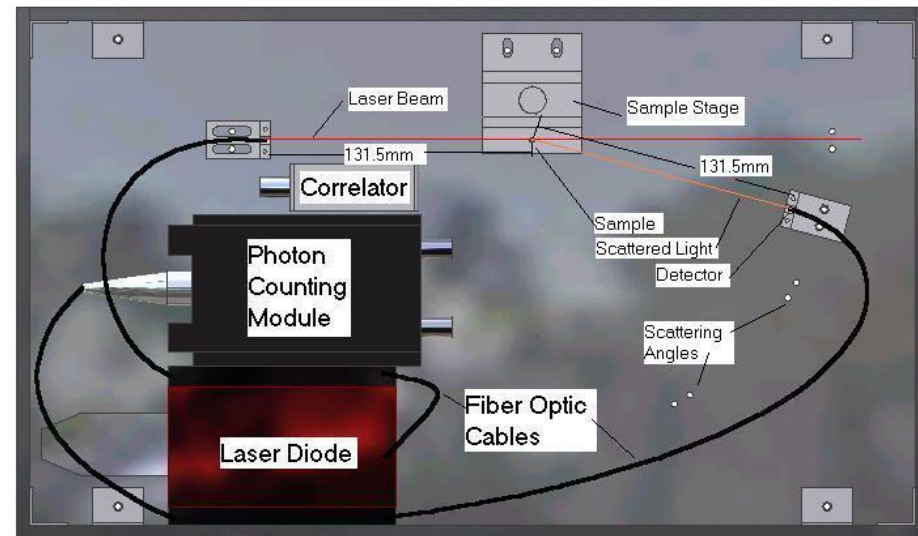 Laser Beam
Sample Stage
131.5mm
131.5mm
Correlator
Sample
Scattered Light
Detector
Photon
Counting
Module
Scattering
Angles
Fiber Optic
Cables
Laser Diode